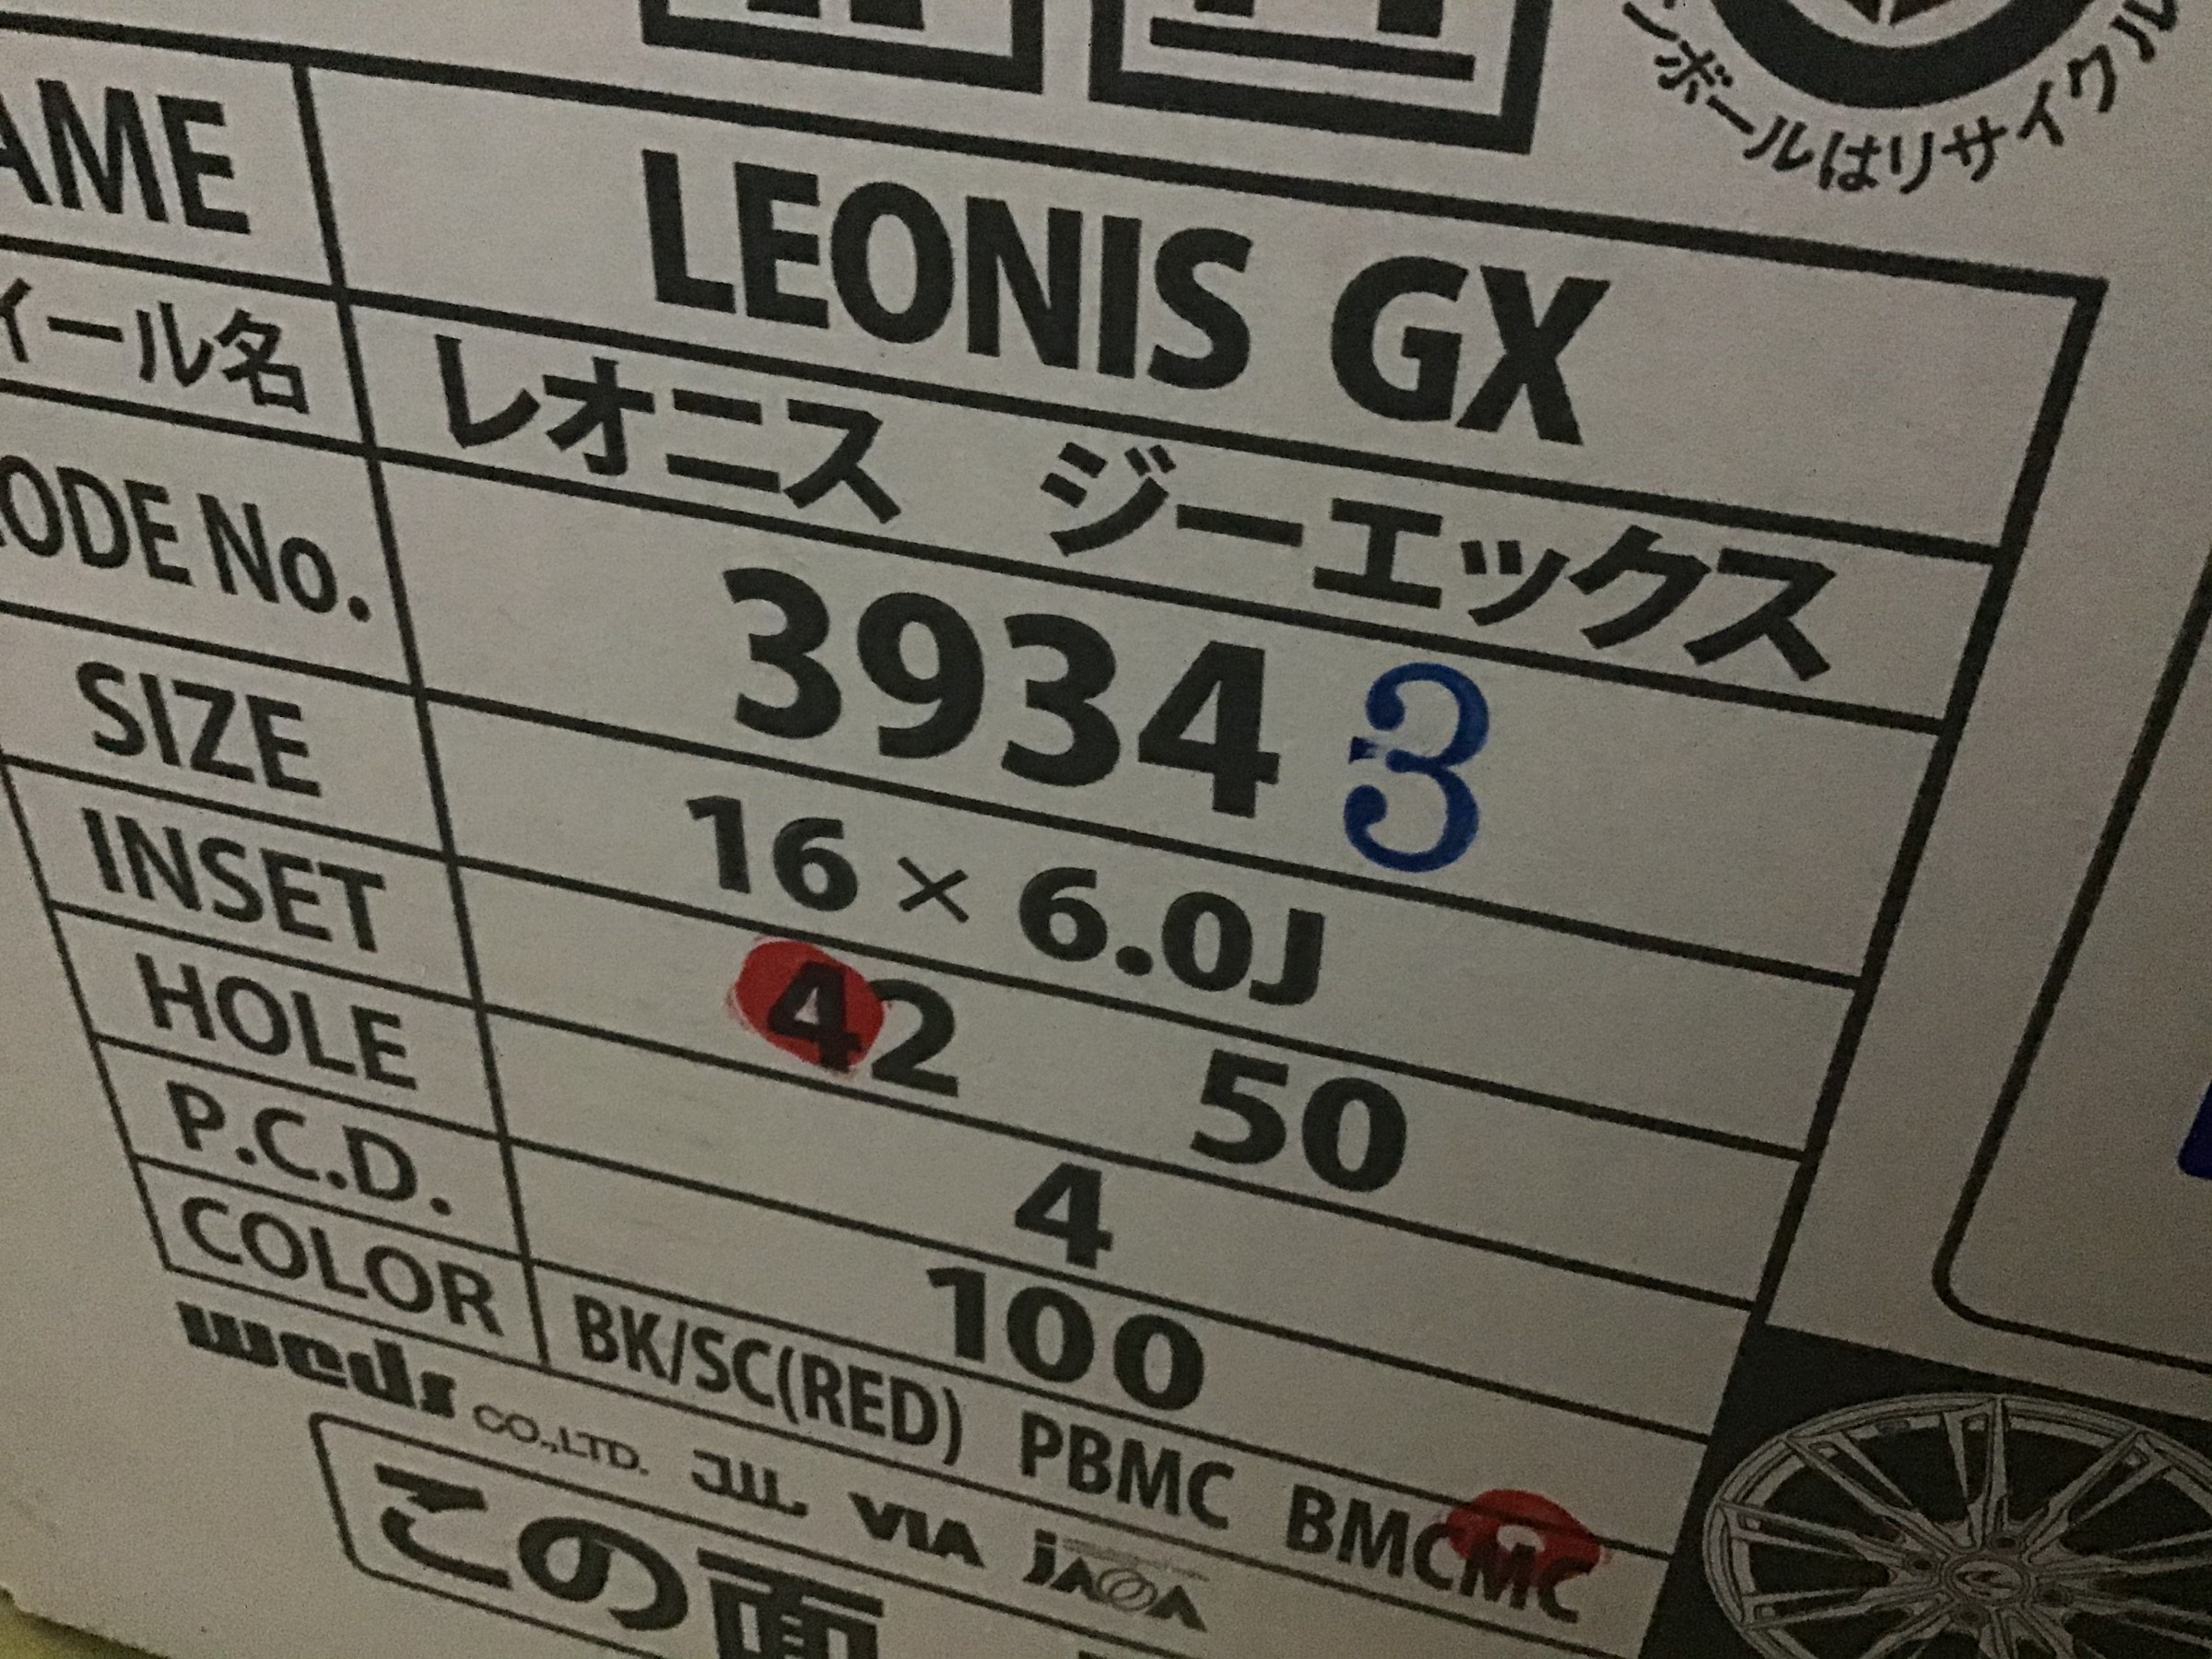 ボールはリサイクル
AME
LEONIS GX
イール名
レオニス ジーエックス
ODE No.
3934 3
SIZE
16×6.0J
INSET
42 50
HOLE
4
P.C.D.
100
COLOR
BK/SC(RED) PBMC BMCMC
weds CO.,LTD. JWL VIA
この面